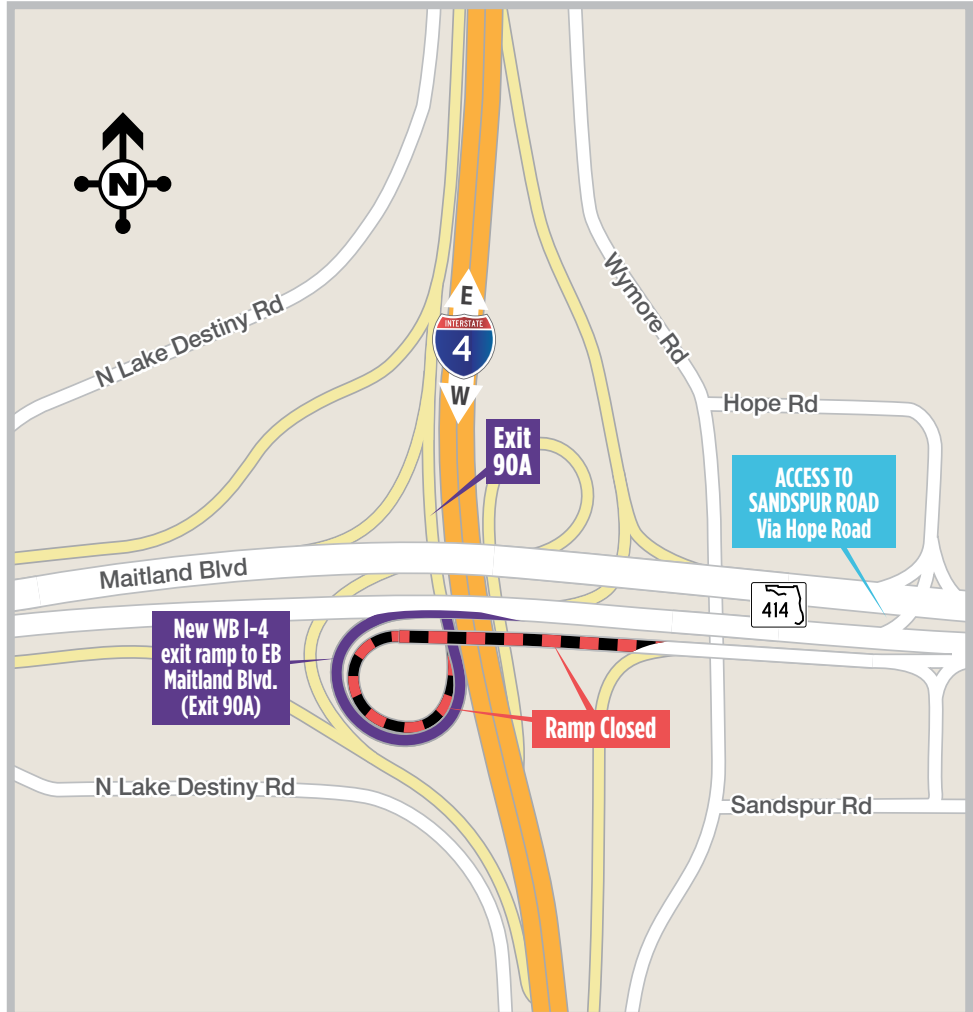 N
N Lake Destiny Rd
Wymore Rd
E
INTERSTATE
4
W
Hope Rd
Exit
90A
ACCESS TO
SANDSPUR ROAD
Via Hope Road
Maitland Blvd
414
New WB I-4
exit ramp to EB
Maitland Blvd.
(Exit 90A)
Ramp Closed
N Lake Destiny Rd
Sandspur Rd